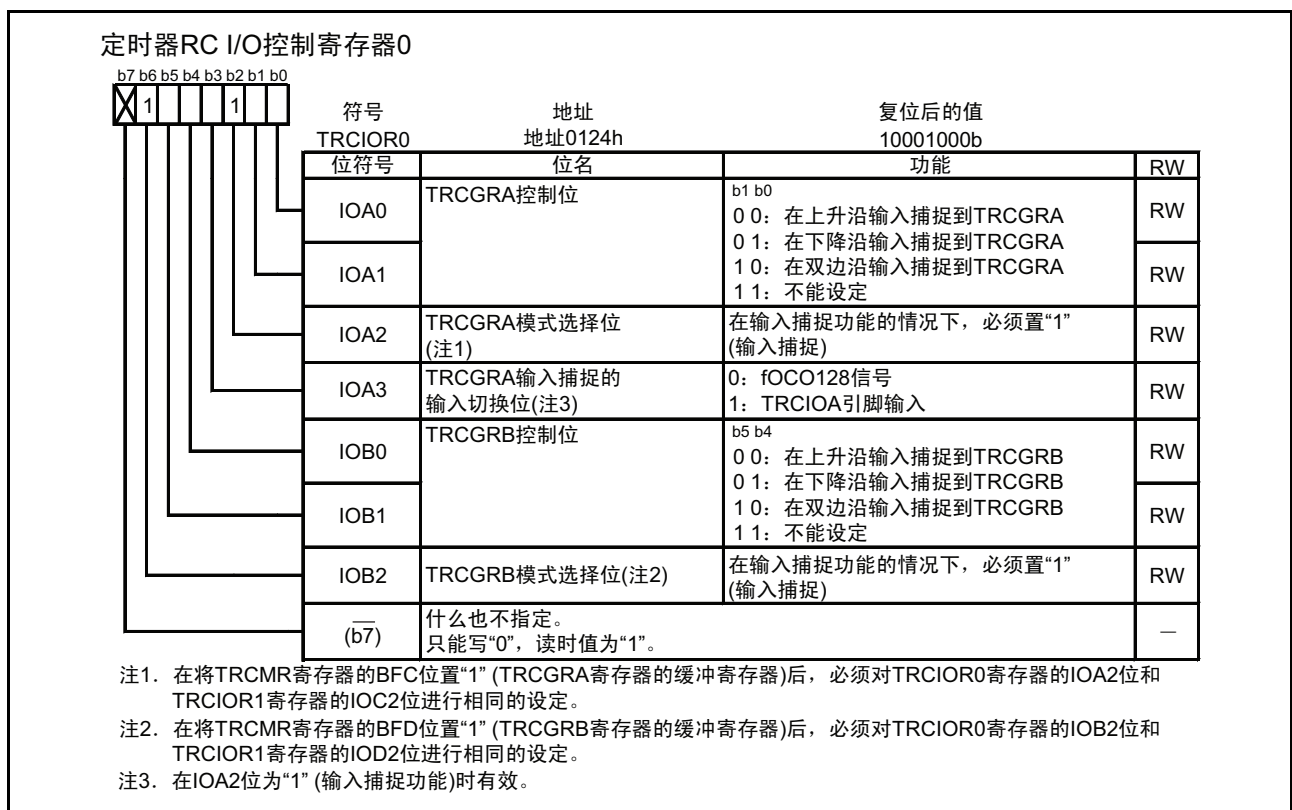 定时器RC I/O控制寄存器0
b7 b6 b5 b4 b3 b2 b1 b0
1 1
符号 地址 复位后的值
TRCIOR0 地址0124h 10001000b
位符号 位名 功能 RW
IOA0 TRCGRA控制位 b1 b0 RW
0 0：在上升沿输入捕捉到TRCGRA
0 1：在下降沿输入捕捉到TRCGRA
IOA1 1 0：在双边沿输入捕捉到TRCGRA RW
1 1：不能设定
IOA2 TRCGRA模式选择位 在输入捕捉功能的情况下，必须置“1” RW
(注1) (输入捕捉)
IOA3 TRCGRA输入捕捉的 0：fOCO128信号 RW
输入切换位(注3) 1：TRCIOA引脚输入
IOB0 TRCGRB控制位 b5 b4 RW
0 0：在上升沿输入捕捉到TRCGRB
0 1：在下降沿输入捕捉到TRCGRB
IOB1 1 0：在双边沿输入捕捉到TRCGRB RW
1 1：不能设定
IOB2 TRCGRB模式选择位(注2) 在输入捕捉功能的情况下，必须置“1” RW
(输入捕捉)
—
(b7) 什么也不指定。 —
只能写“0”，读时值为“1”。
注1. 在将TRCMR寄存器的BFC位置“1” (TRCGRA寄存器的缓冲寄存器)后，必须对TRCIOR0寄存器的IOA2位和
TRCIOR1寄存器的IOC2位进行相同的设定。
注2. 在将TRCMR寄存器的BFD位置“1” (TRCGRB寄存器的缓冲寄存器)后，必须对TRCIOR0寄存器的IOB2位和
TRCIOR1寄存器的IOD2位进行相同的设定。
注3. 在IOA2位为“1” (输入捕捉功能)时有效。